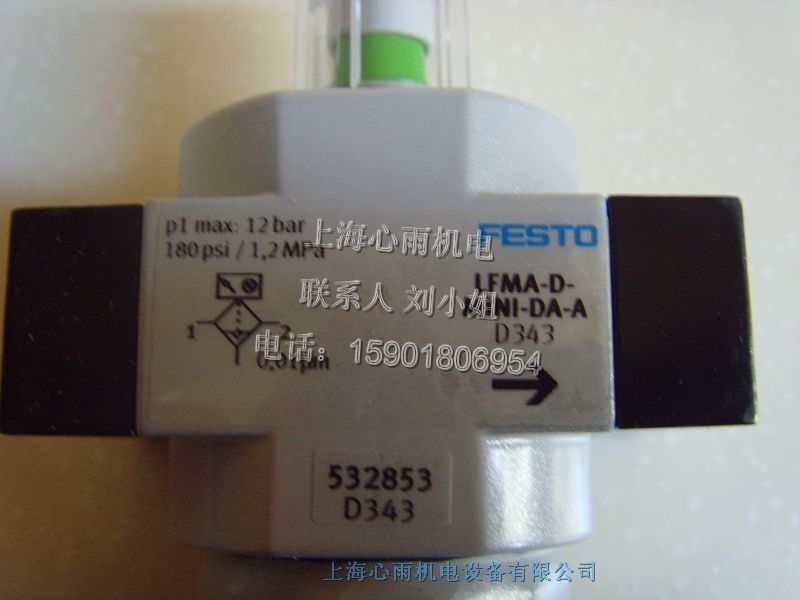 p1 max: 12 bar
180 psi / 1,2 MPa
FESTO
LFMA-D-
D343
1
2
0,01µm
532853
D343
上海心雨机电
联系人 刘小姐
电话：15901806954
上海心雨机电设备有限公司